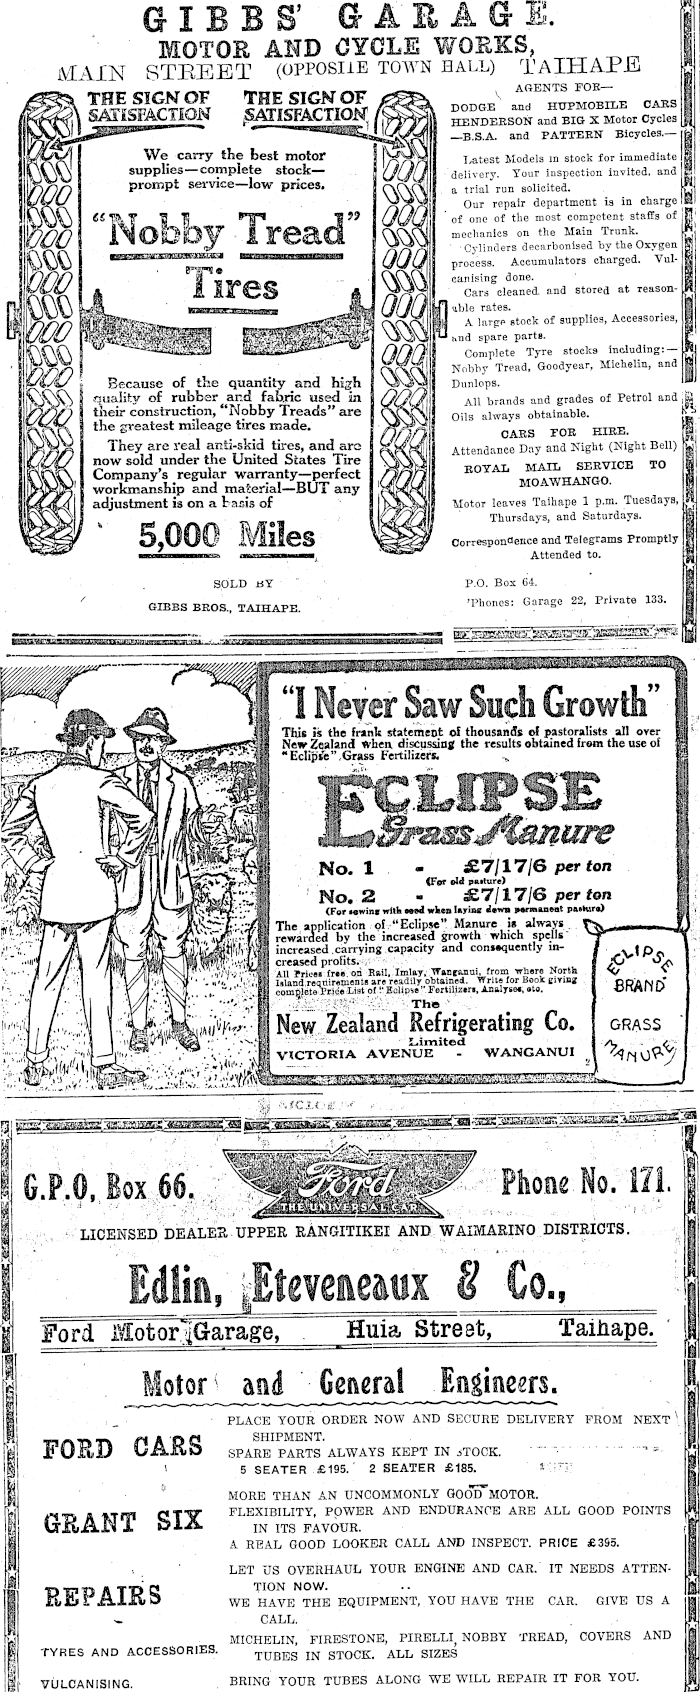 GIBBS' GARAGE.
MOTOR AND CYCLE WORKS,
MAIN STREET (OPPOSITE TOWN HALL) TAIHAPE
THE SIGN OF
SATISFACTION
THE SIGN OF
SATISFACTION
We carry the best motor
supplies—complete stock—
prompt service—low prices.
"Nobby Tread"
Tires
Because of the quantity and high
quality of rubber and fabric used in
their construction, "Nobby Treads" are
the greatest mileage tires made.
They are real anti-skid tires, and are
now sold under the United States Tire
Company's regular warranty—perfect
workmanship and material—BUT any
adjustment is on a basis of
5,000 Miles
SOLD BY
GIBBS BROS., TAIHAPE.
AGENTS FOR—
DODGE and HUPMOBILE CARS
HENDERSON and BIG X Motor Cycles
—B.S.A. and PATTERN Bicycles.—
Latest Models in stock for immediate
delivery. Your inspection invited, and
a trial run solicited.
Our repair department is in charge
of one of the most competent staffs of
mechanics on the Main Trunk.
Cylinders decarbonised by the Oxygen
process. Accumulators charged. Vul-
canising done.
Cars cleaned and stored at reason-
able rates.
A large stock of supplies, Accessories,
and spare parts.
Complete Tyre stocks including:—
Nobby Tread, Goodyear, Michelin, and
Dunlops.
All brands and grades of Petrol and
Oils always obtainable.
CARS FOR HIRE.
Attendance Day and Night (Night Bell)
ROYAL MAIL SERVICE TO
MOAWHANGO.
Motor leaves Taihape 1 p.m. Tuesdays,
Thursdays, and Saturdays.
Correspondence and Telegrams Promptly
Attended to.
P.O. Box 64.
'Phones: Garage 22, Private 133.
"I Never Saw Such Growth"
This is the frank statement of thousands of pastoralists all over
New Zealand when discussing the results obtained from the use of
"Eclipse" Grass Fertilizers.
ECLIPSE
Grass Manure
No. 1 - £7/17/6 per ton
(For old pasture)
No. 2 - £7/17/6 per ton
(For sowing with seed when laying down permanent pasture)
The application of "Eclipse" Manure is always
rewarded by the increased growth which spells
increased carrying capacity and consequently in-
creased profits.
All Prices free on Rail, Imlay, Wanganui, from where North
Island requirements are readily obtained. Write for Book giving
complete Price List of "Eclipse" Fertilizers, Analyses, etc.
The
New Zealand Refrigerating Co.
Limited
VICTORIA AVENUE - WANGANUI
2
ECLIPSE
BRAND
GRASS
MANURE
G.P.O, Box 66.
Ford
THE UNIVERSAL CAR
Phone No. 171.
LICENSED DEALER UPPER RANGITIKEI AND WAIMARINO DISTRICTS.
Edlin, Eteveneaux & Co.,
Ford Motor Garage, Huia Street, Taihape.
Motor and General Engineers.
FORD CARS
PLACE YOUR ORDER NOW AND SECURE DELIVERY FROM NEXT
SHIPMENT.
SPARE PARTS ALWAYS KEPT IN STOCK.
5 SEATER £195. 2 SEATER £185.
GRANT SIX
MORE THAN AN UNCOMMONLY GOOD MOTOR.
FLEXIBILITY, POWER AND ENDURANCE ARE ALL GOOD POINTS
IN ITS FAVOUR.
A REAL GOOD LOOKER CALL AND INSPECT. PRICE £395.
REPAIRS
LET US OVERHAUL YOUR ENGINE AND CAR. IT NEEDS ATTEN-
TION NOW.
WE HAVE THE EQUIPMENT, YOU HAVE THE CAR. GIVE US A
CALL.
TYRES AND ACCESSORIES.
MICHELIN, FIRESTONE, PIRELLI, NOBBY TREAD, COVERS AND
TUBES IN STOCK. ALL SIZES
VULCANISING.
BRING YOUR TUBES ALONG WE WILL REPAIR IT FOR YOU.